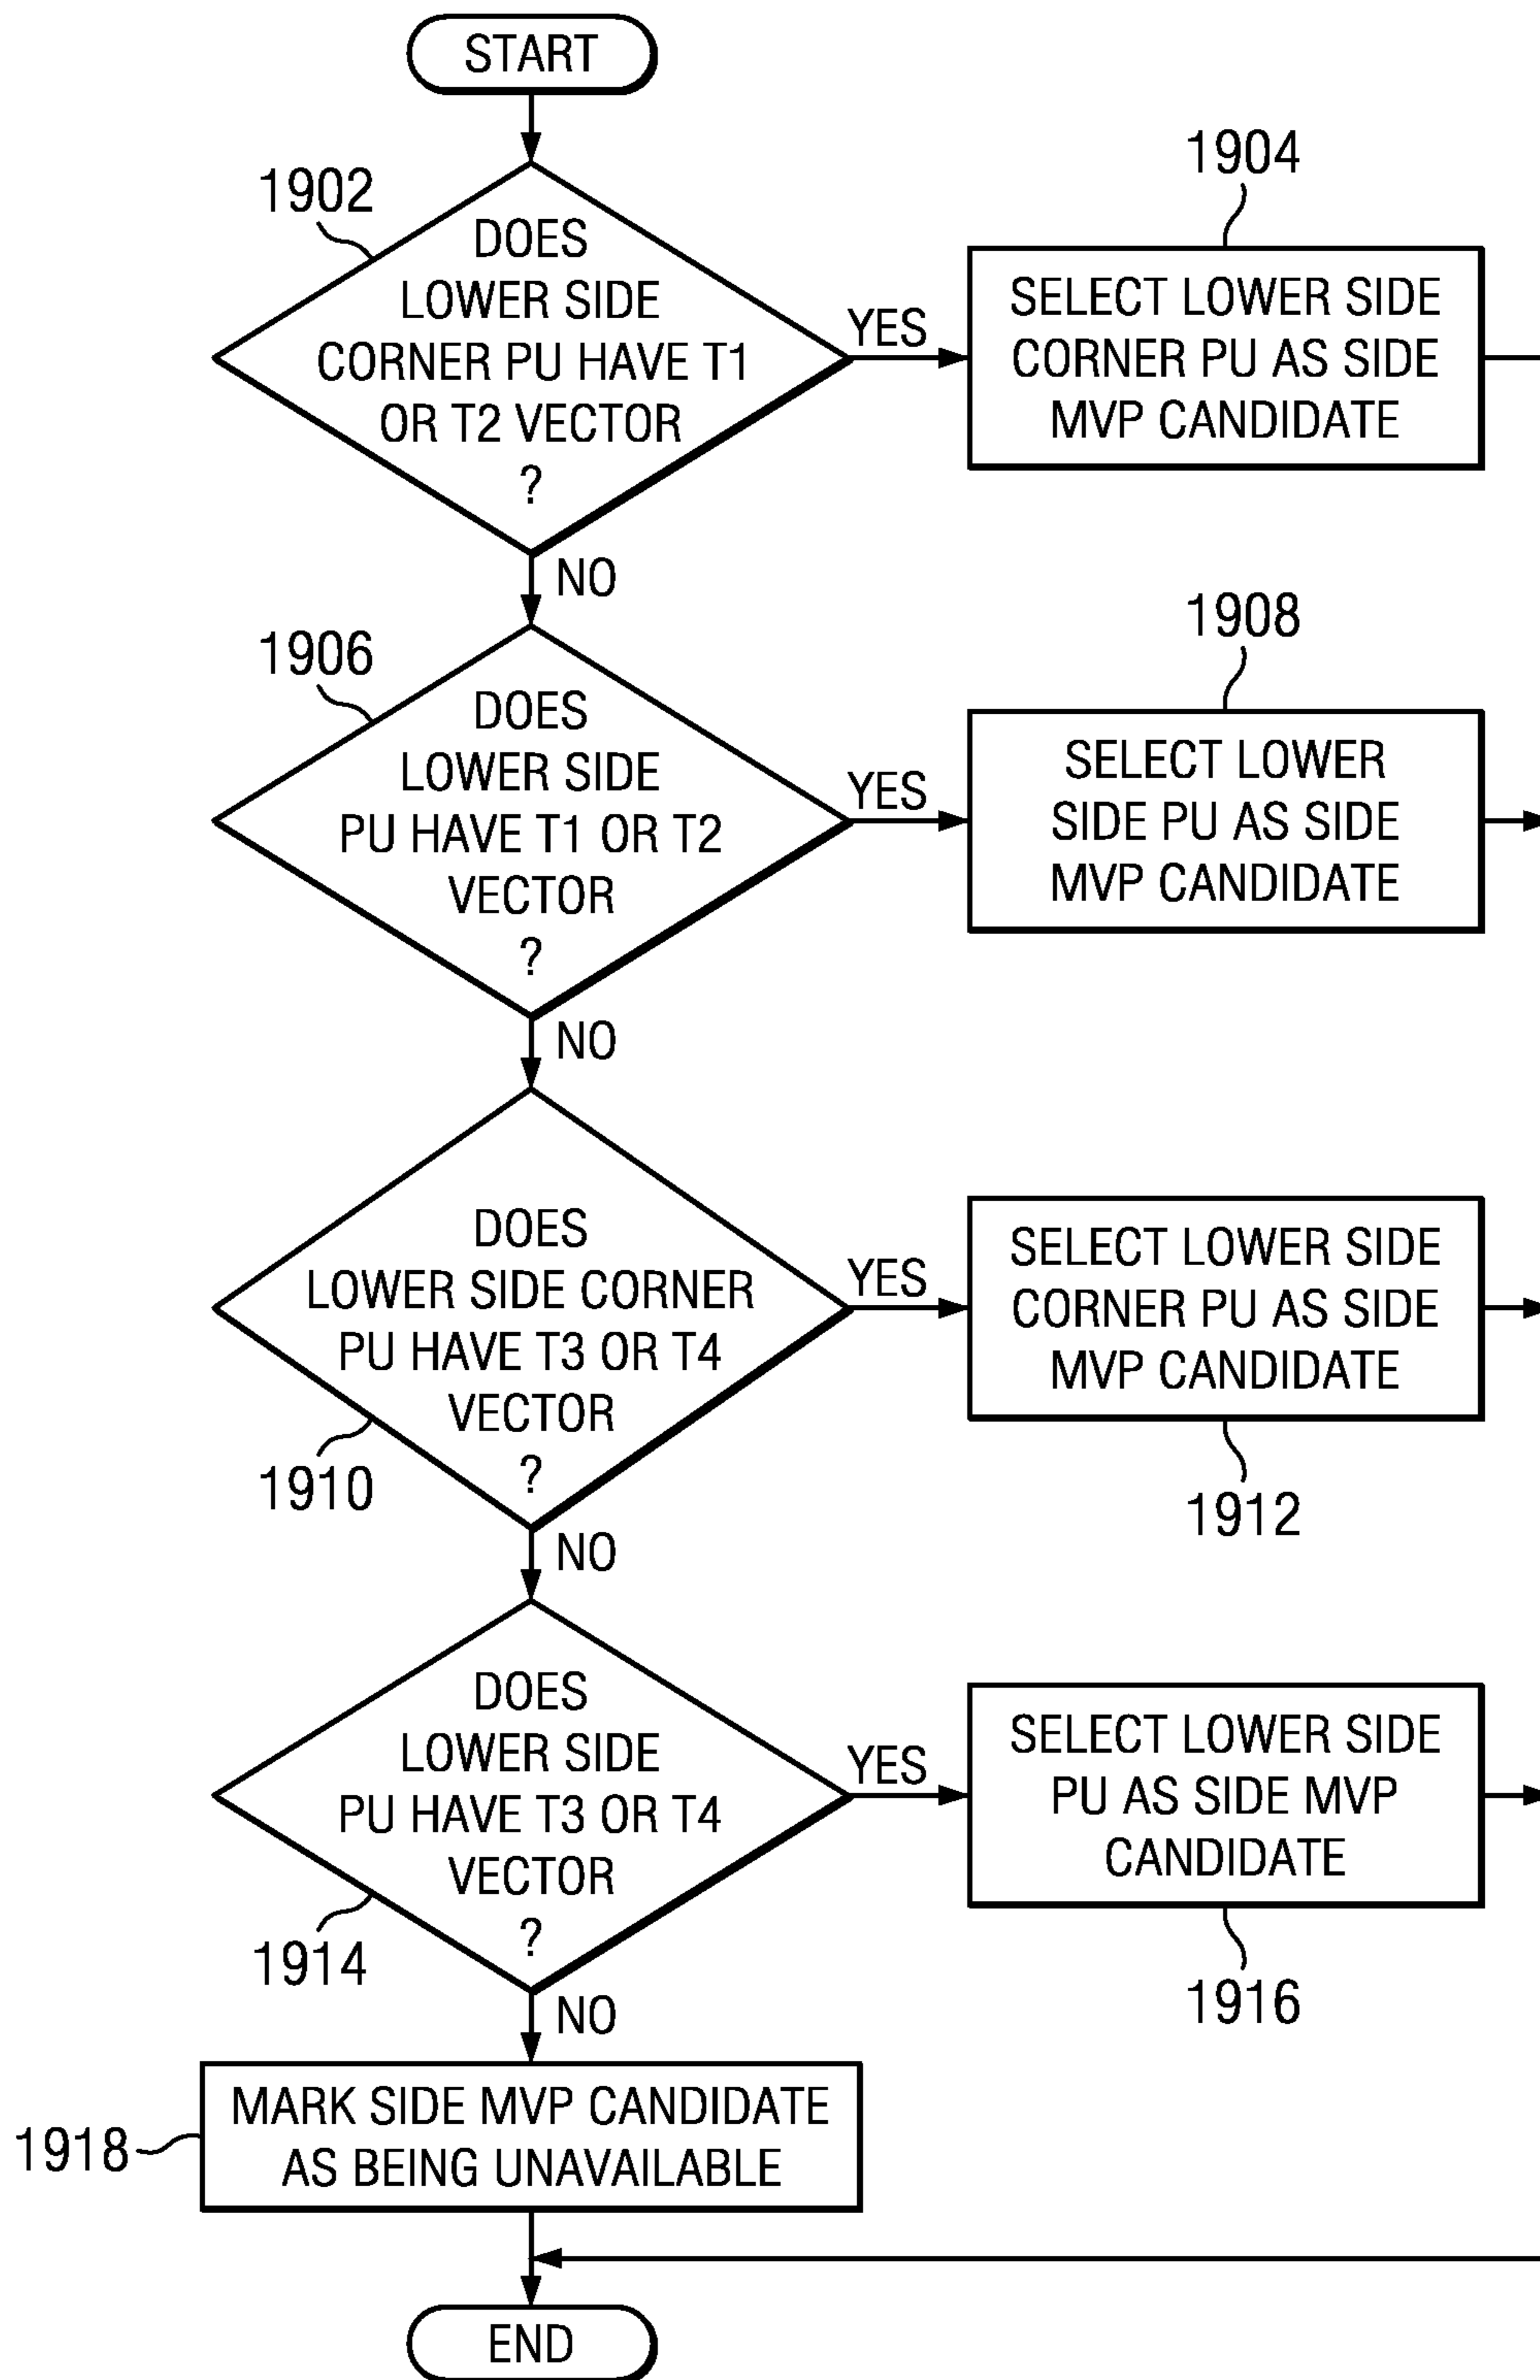 START
1902
DOES
LOWER SIDE
CORNER PU HAVE T1
OR T2 VECTOR
?
YES
1904
SELECT LOWER SIDE
CORNER PU AS SIDE
MVP CANDIDATE
NO
1906
DOES
LOWER SIDE
PU HAVE T1 OR T2
VECTOR
?
YES
1908
SELECT LOWER
SIDE PU AS SIDE
MVP CANDIDATE
NO
DOES
LOWER SIDE CORNER
PU HAVE T3 OR T4
VECTOR
?
1910
YES
SELECT LOWER SIDE
CORNER PU AS SIDE
MVP CANDIDATE
1912
NO
DOES
LOWER SIDE
PU HAVE T3 OR T4
VECTOR
?
1914
YES
SELECT LOWER SIDE
PU AS SIDE MVP
CANDIDATE
1916
NO
MARK SIDE MVP CANDIDATE
AS BEING UNAVAILABLE
1918
END